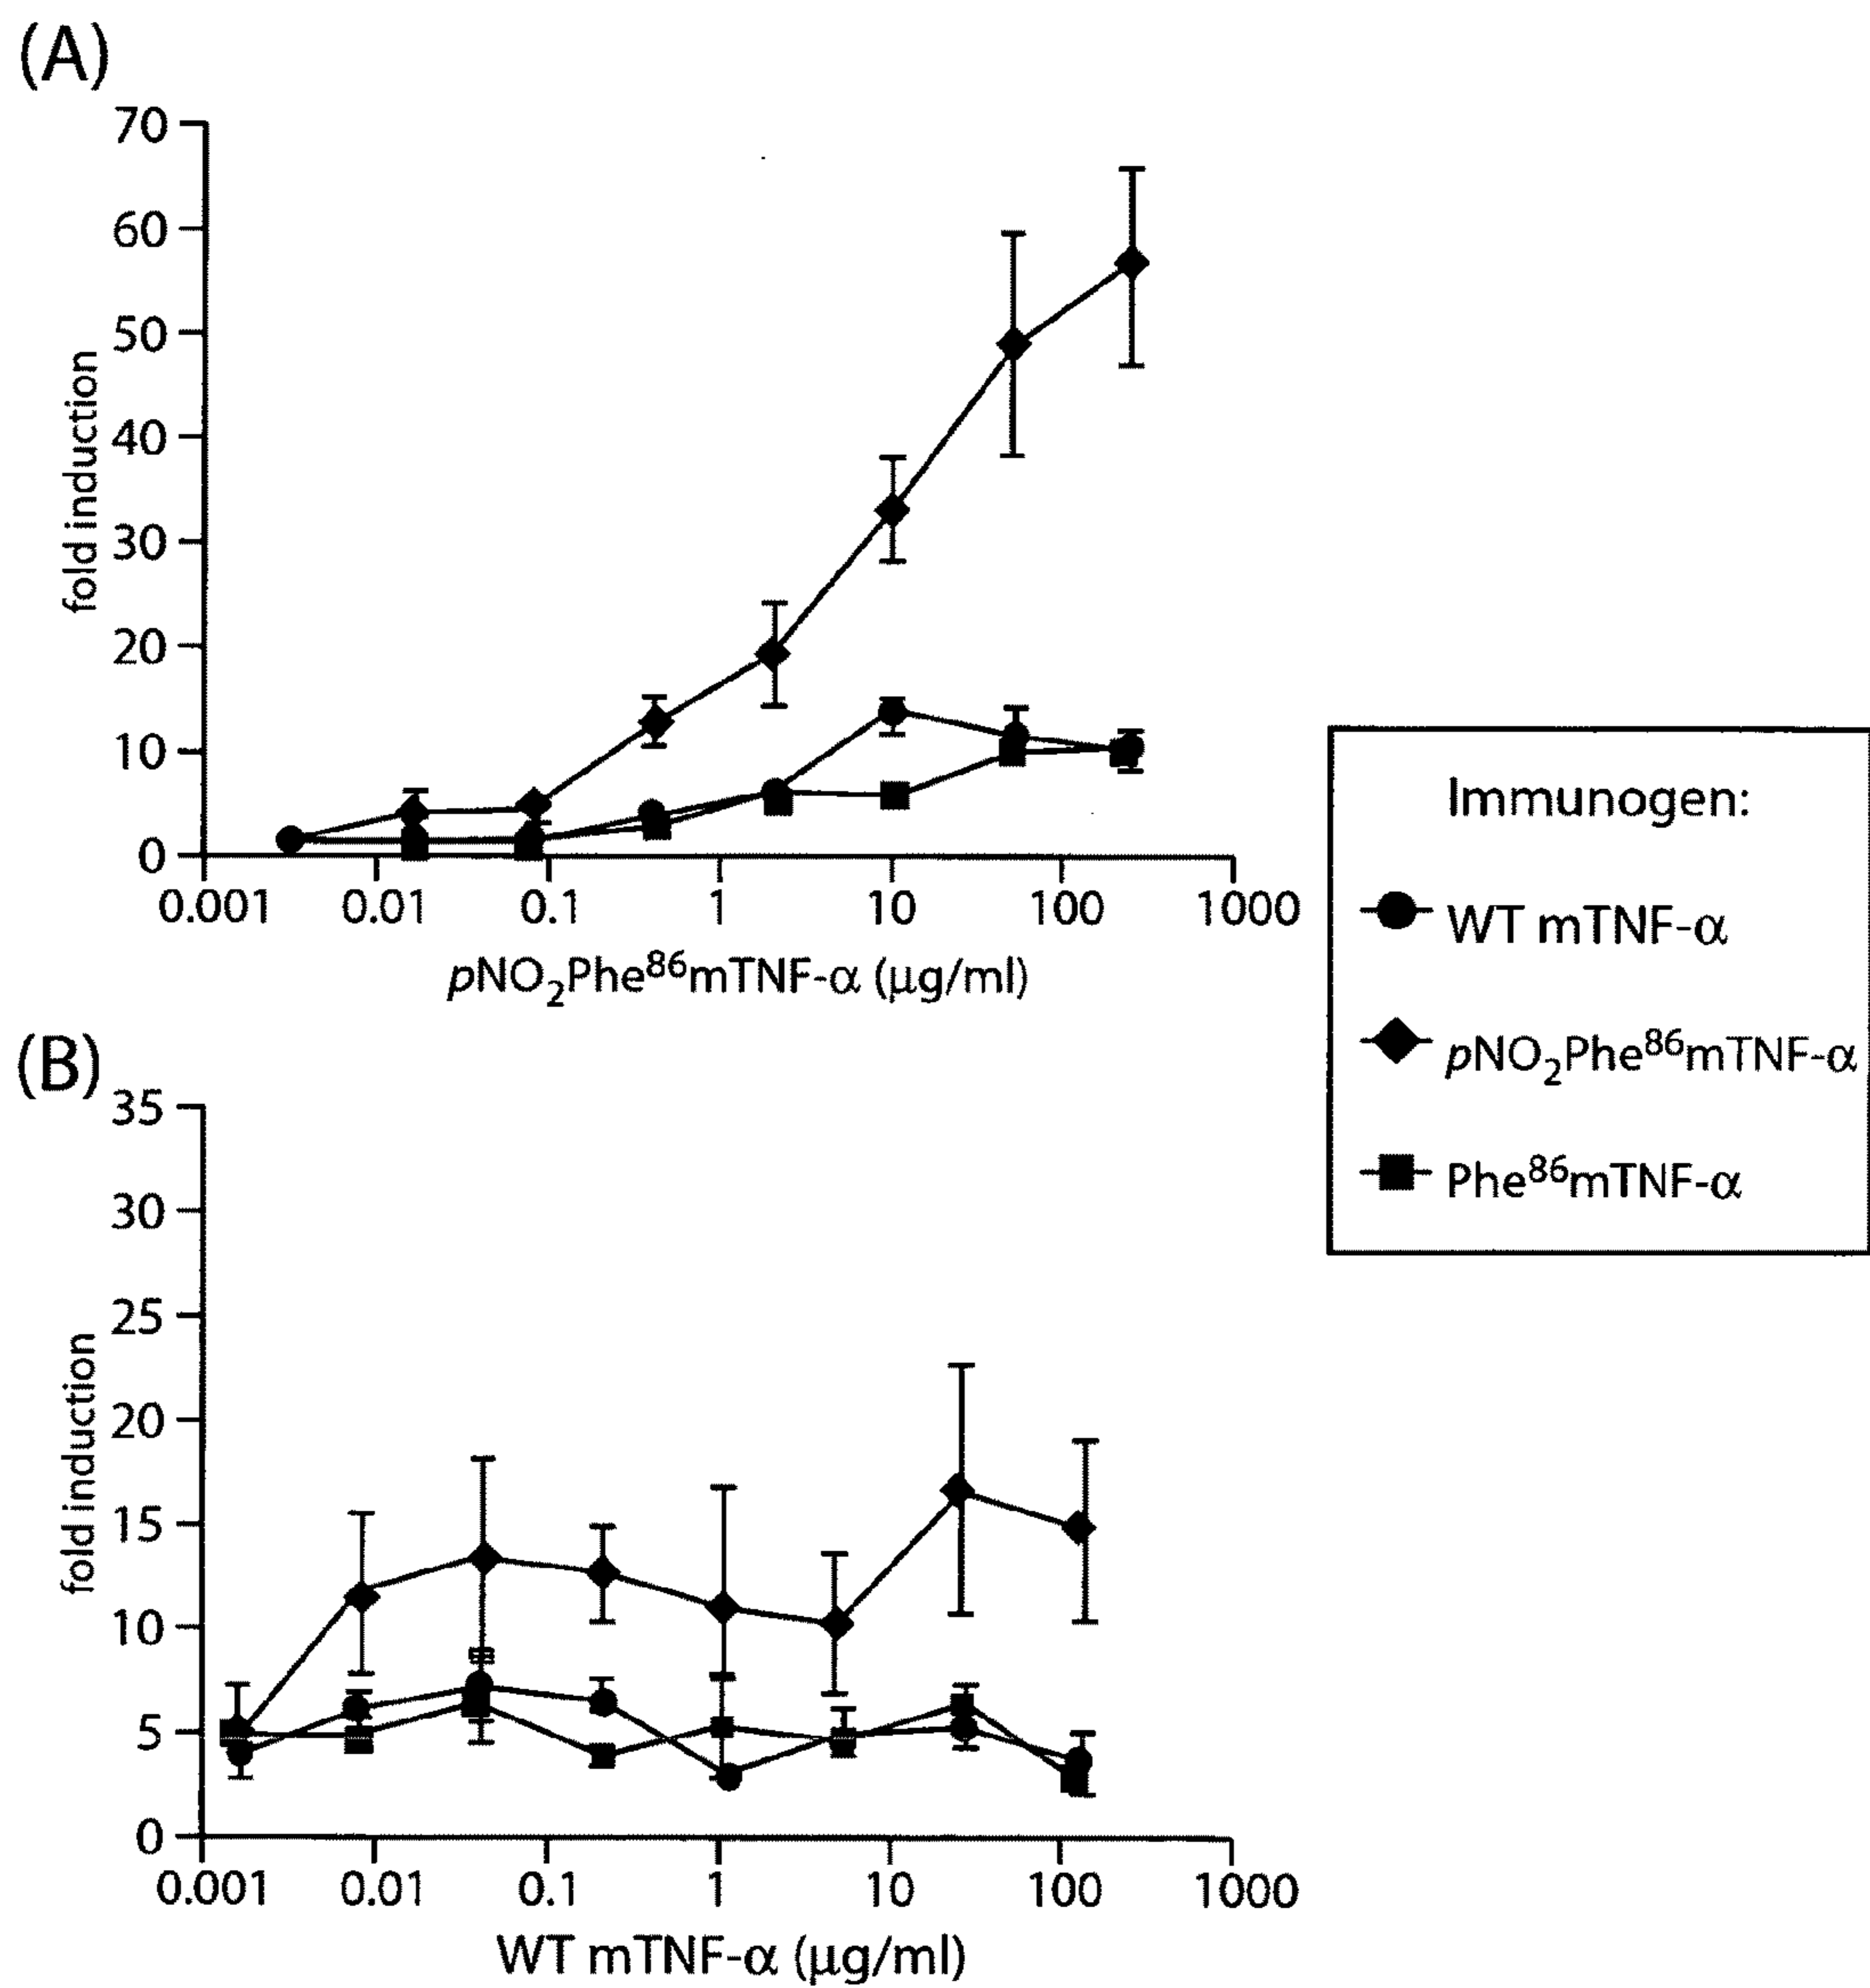 (A)
70
60
50
40
30
20
10
0
fold induction
0.001 0.01 0.1 1 10 100 1000
pNO₂Phe⁸⁶mTNF-α (μg/ml)
Immunogen:
WT mTNF-α
pNO₂Phe⁸⁶mTNF-α
Phe⁸⁶mTNF-α
(B)
35
30
25
20
15
10
5
0
fold induction
0.001 0.01 0.1 1 10 100 1000
WT mTNF-α (μg/ml)